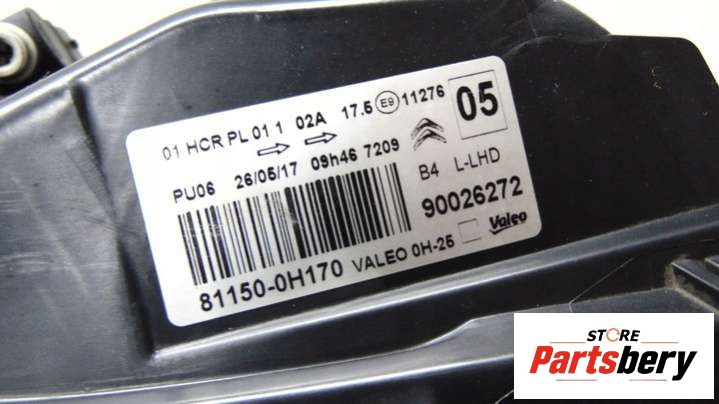 01 HCR PL 01 1 02A 17.5 E9 11276 05
PU06 26/05/17 09h46 7209 B4 L-LHD
90026272
81150-0H170 VALEO 0H-25 Valeo
STORE
Partsbery